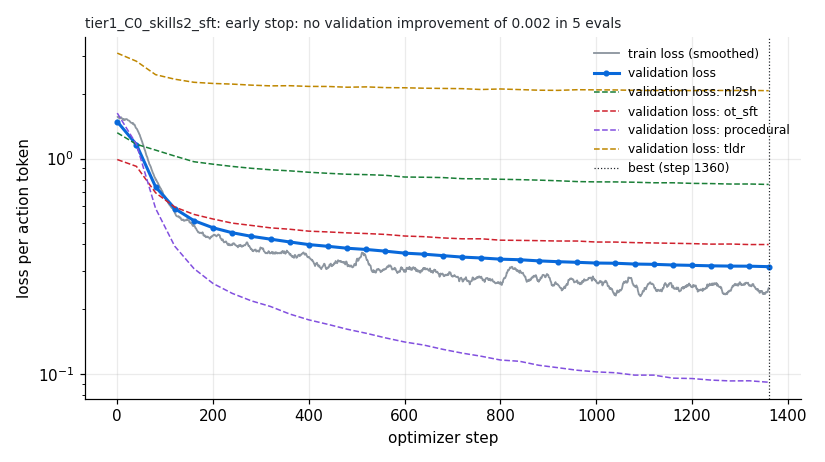 tier1_C0_skills2_sft: early stop: no validation improvement of 0.002 in 5 evals
train loss (smoothed)
validation loss
validation loss: nl2sh
validation loss: ot_sft
validation loss: procedural
validation loss: tldr
best (step 1360)
loss per action token
10⁰
10⁻¹
0 200 400 600 800 1000 1200 1400
optimizer step